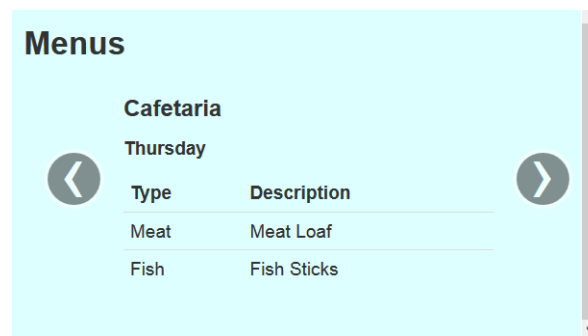 Menus
Cafetaria
Thursday
Type Description
Meat Meat Loaf
Fish Fish Sticks